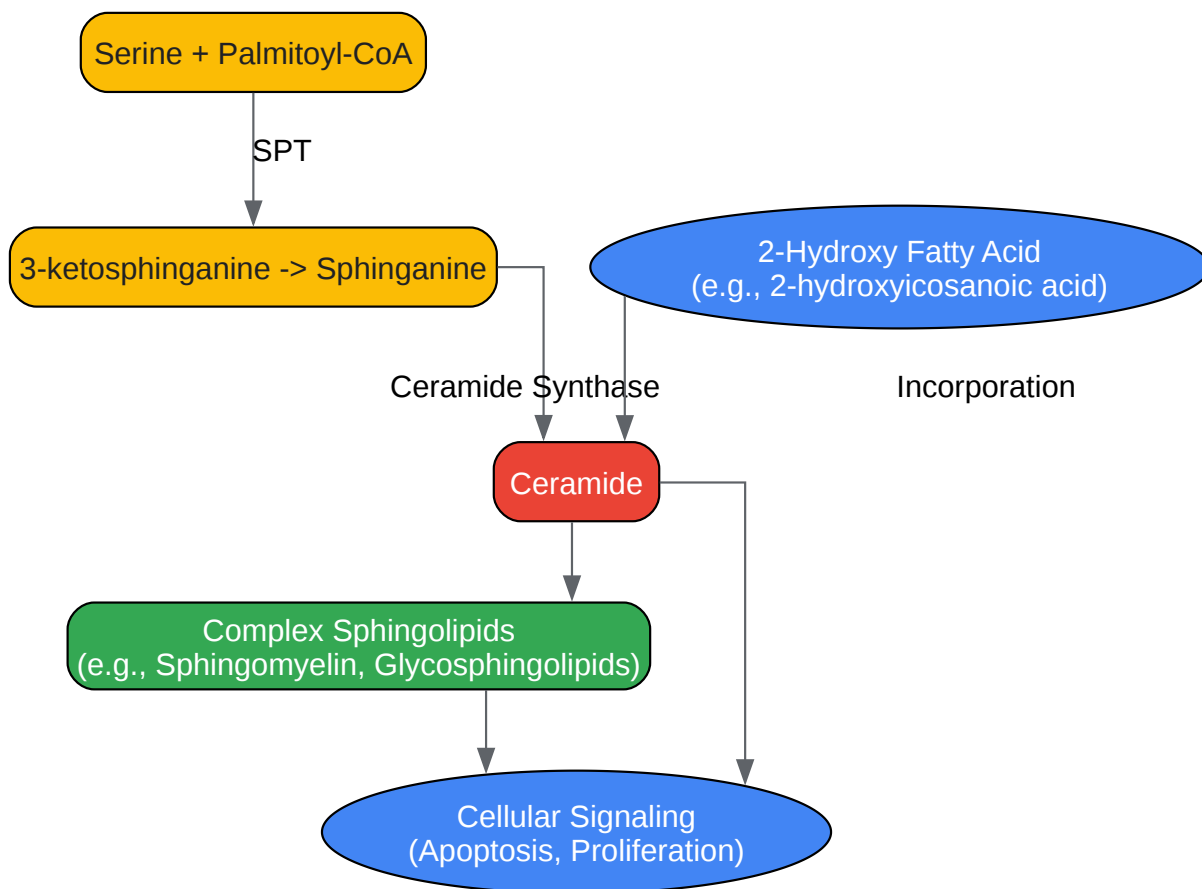 Serine + Palmitoyl-CoA
SPT
3-ketosphinganine -> Sphinganine
2-Hydroxy Fatty Acid
(e.g., 2-hydroxyicosanoic acid)
Ceramide Synthase
Incorporation
Ceramide
Complex Sphingolipids
(e.g., Sphingomyelin, Glycosphingolipids)
Cellular Signaling
(Apoptosis, Proliferation)